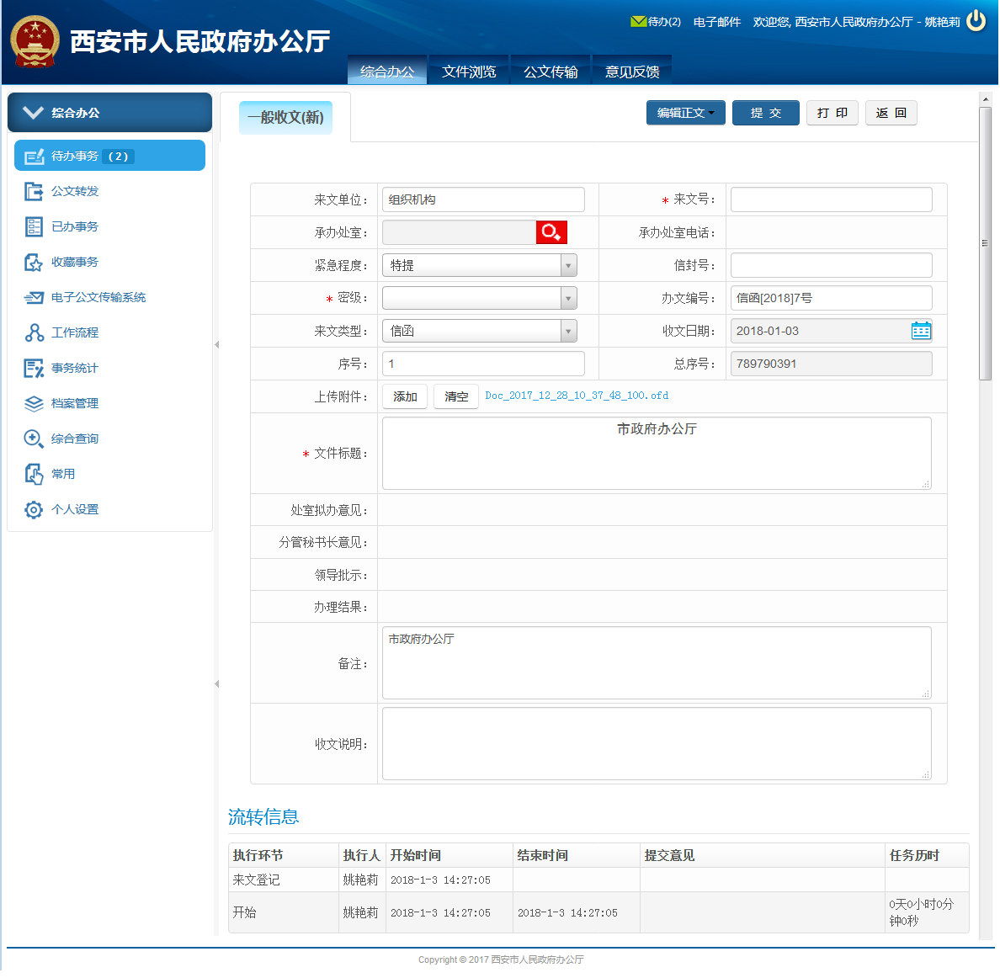 西安市人民政府办公厅
待办(2) 电子邮件 欢迎您, 西安市人民政府办公厅 - 姚艳莉
综合办公 文件浏览 公文传输 意见反馈
综合办公
待办事务 (2)
公文转发
已办事务
收藏事务
电子公文传输系统
工作流程
事务统计
档案管理
综合查询
常用
个人设置
一般收文(新)
编辑正文 提 交 打 印 返 回
来文单位： 组织机构 * 来文号：
承办处室： 承办处室电话：
紧急程度： 特提 信封号：
* 密级： 办文编号： 信函[2018]7号
来文类型： 信函 收文日期： 2018-01-03
序号： 1 总序号： 789790391
上传附件： 添加 清空 Doc_2017_12_28_10_37_48_100.ofd
* 文件标题： 市政府办公厅
处室拟办意见：
分管秘书长意见：
领导批示：
办理结果：
备注： 市政府办公厅
收文说明：
流转信息
执行环节 执行人 开始时间 结束时间 提交意见 任务历时
来文登记 姚艳莉 2018-1-3 14:27:05
开始 姚艳莉 2018-1-3 14:27:05 2018-1-3 14:27:05 0天0小时0分
钟0秒
Copyright © 2017 西安市人民政府办公厅